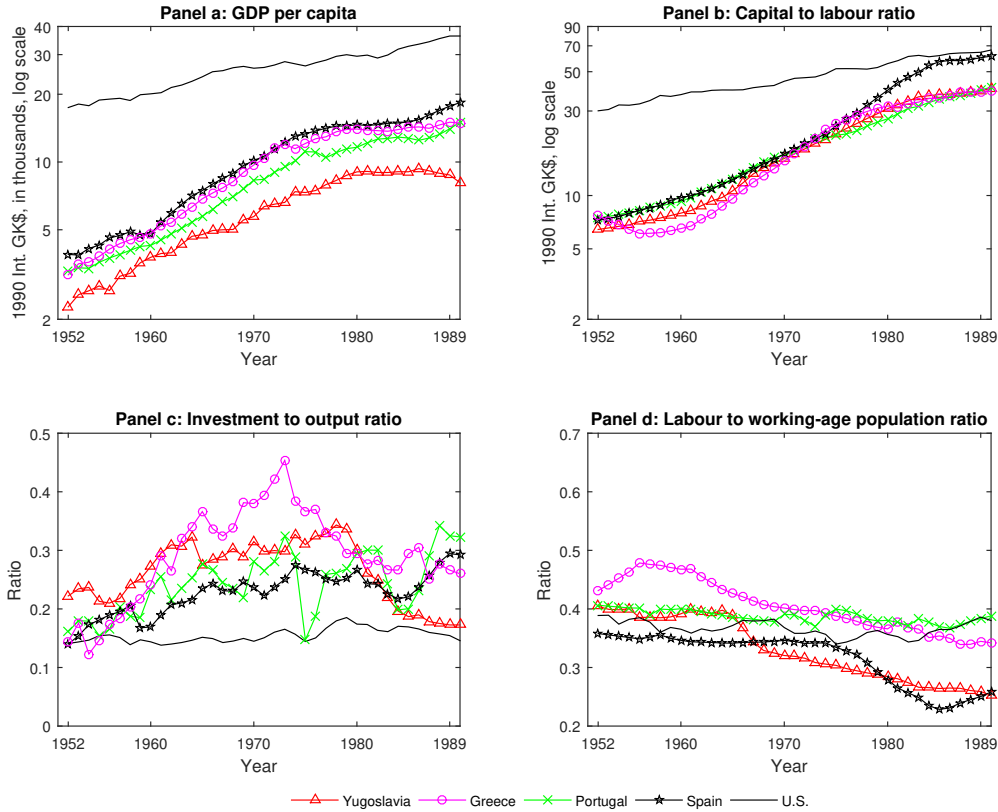 Panel a: GDP per capita
1990 Int. GK$, in thousands, log scale
40
30
20
10
5
2
1952 1960 1970 1980 1989
Year
Panel b: Capital to labour ratio
1990 Int. GK$, log scale
90
70
50
30
10
5
2
1952 1960 1970 1980 1989
Year
Panel c: Investment to output ratio
Ratio
0.5
0.4
0.3
0.2
0.1
0
1952 1960 1970 1980 1989
Year
Panel d: Labour to working-age population ratio
Ratio
0.7
0.6
0.5
0.4
0.3
0.2
1952 1960 1970 1980 1989
Year
Yugoslavia Greece Portugal Spain U.S.